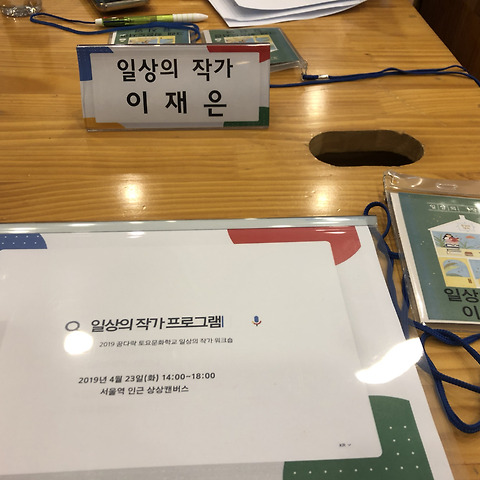 일상의 작가
이 재 은
일상의
이
일상의 작가 프로그램
2019 꿈다락 토요문화학교 일상의 작가 워크숍
2019년 4월 23일(화) 14:00~18:00
서울역 인근 상상캔버스